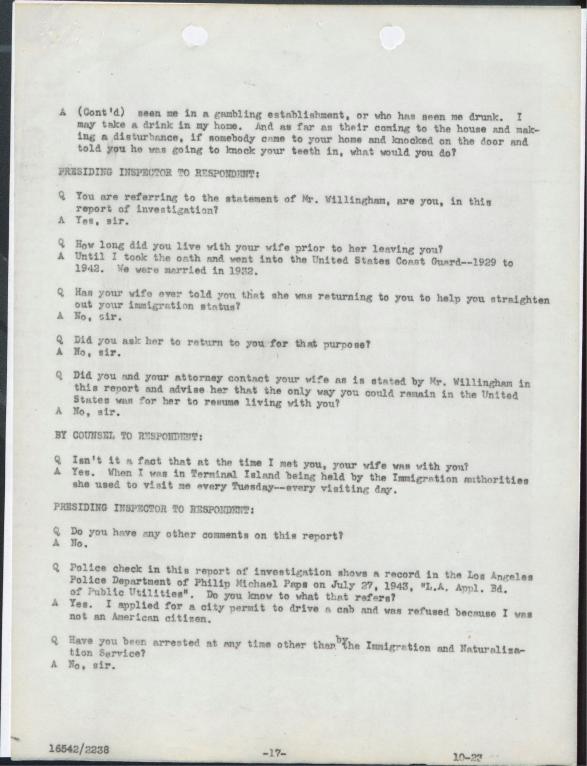 A (Cont'd) seen me in a gambling establishment, or who has seen me drunk. I
may take a drink in my home. And as far as their coming to the house and mak-
ing a disturbance, if somebody came to your home and knocked on the door and
told you he was going to knock your teeth in, what would you do?
PRESIDING INSPECTOR TO RESPONDENT:
Q You are referring to the statement of Mr. Willingham, are you, in this
report of investigation?
A Yes, sir.
Q How long did you live with your wife prior to her leaving you?
A Until I took the oath and went into the United States Coast Guard--1929 to
1942. We were married in 1932.
Q Has your wife ever told you that she was returning to you to help you straighten
out your immigration status?
A No, sir.
Q Did you ask her to return to you for that purpose?
A No, sir.
Q Did you and your attorney contact your wife as is stated by Mr. Willingham in
this report and advise her that the only way you could remain in the United
States was for her to resume living with you?
A No, sir.
BY COUNSEL TO RESPONDENT:
Q Isn't it a fact that at the time I met you, your wife was with you?
A Yes. When I was in Terminal Island being held by the Immigration authorities
she used to visit me every Tuesday--every visiting day.
PRESIDING INSPECTOR TO RESPONDENT:
Q Do you have any other comments on this report?
A No.
Q Police check in this report of investigation shows a record in the Los Angeles
Police Department of Philip Michael Paps on July 27, 1943, "L.A. Appl. Bd.
of Public Utilities". Do you know to what that refers?
A Yes. I applied for a city permit to drive a cab and was refused because I was
not an American citizen.
Q Have you been arrested at any time other than by the Immigration and Naturaliza-
tion Service?
A No, sir.
16542/2238
-17-
10-23